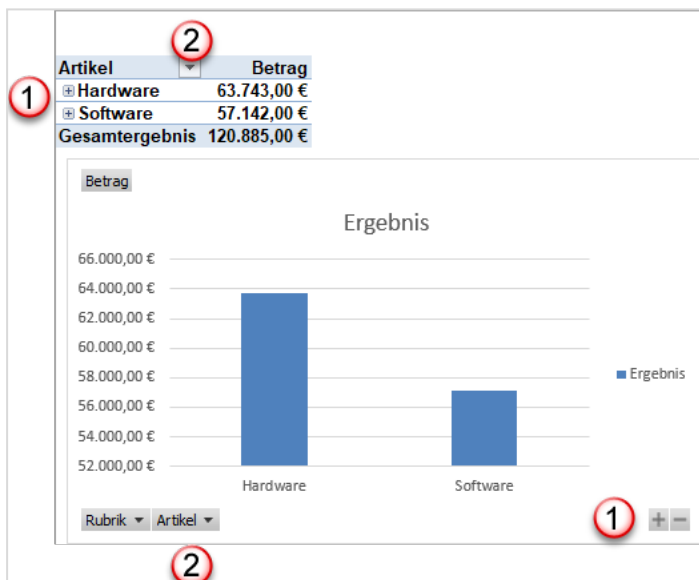 2
Artikel Betrag
1
Hardware 63.743,00 €
Software 57.142,00 €
Gesamtergebnis 120.885,00 €
Betrag
Ergebnis
66.000,00 €
64.000,00 €
62.000,00 €
60.000,00 €
58.000,00 €
56.000,00 €
54.000,00 €
52.000,00 €
Ergebnis
Hardware Software
Rubrik Artikel
1
2